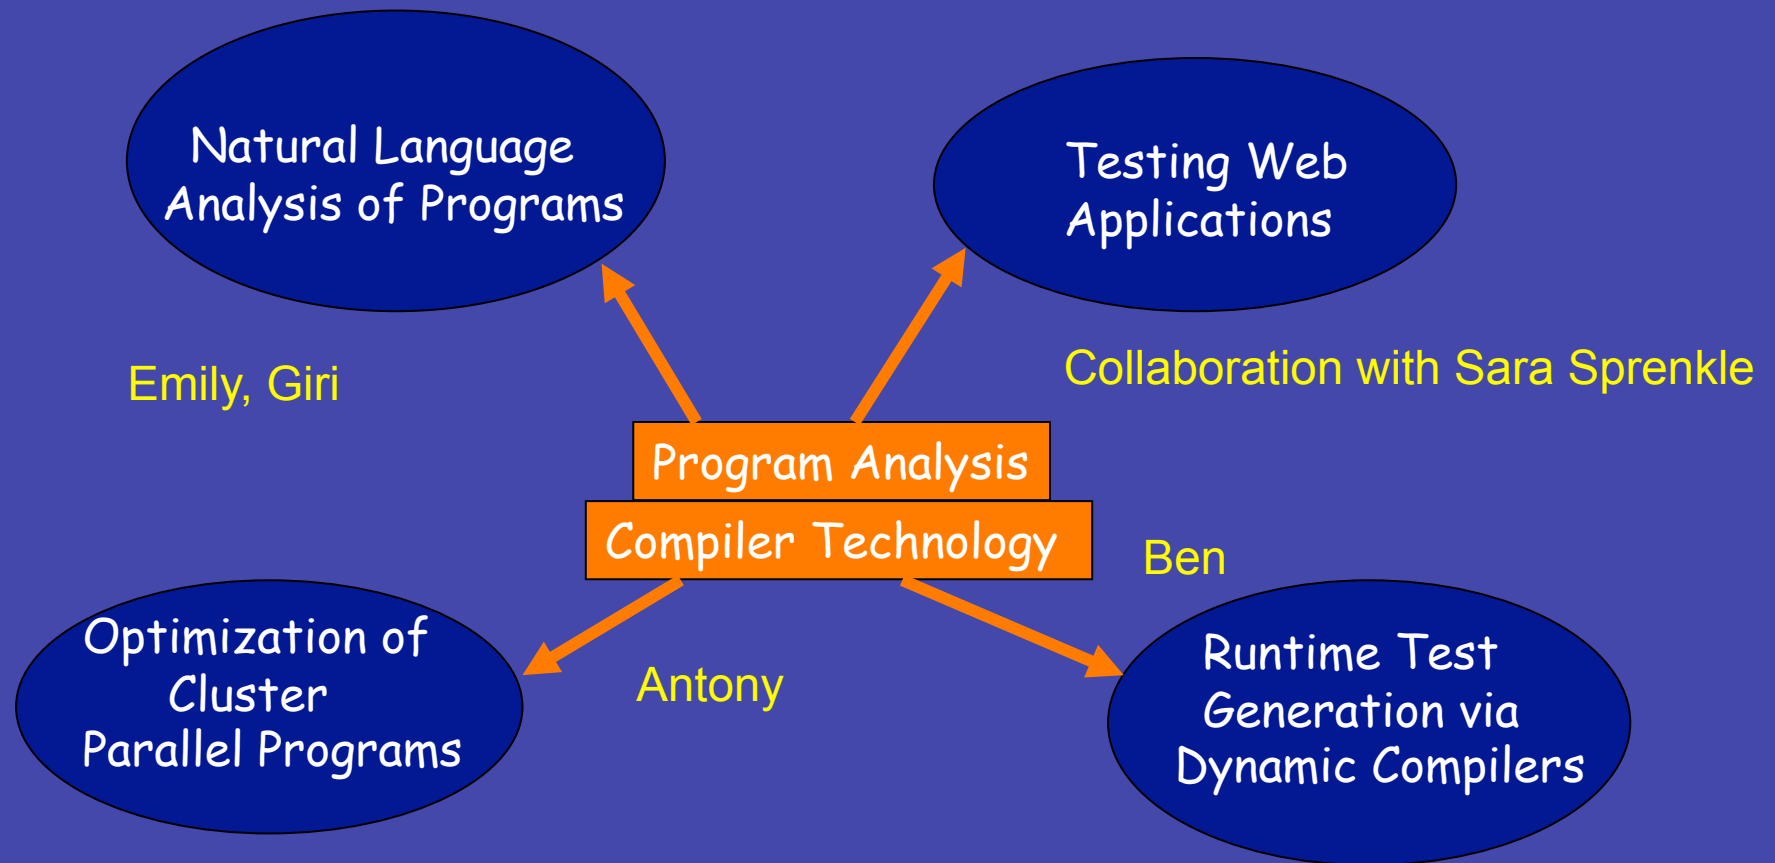 Natural Language
Analysis of Programs
Testing Web
Applications
Emily, Giri
Collaboration with Sara Sprenkle
Program Analysis
Compiler Technology
Ben
Optimization of
Cluster
Parallel Programs
Antony
Runtime Test
Generation via
Dynamic Compilers